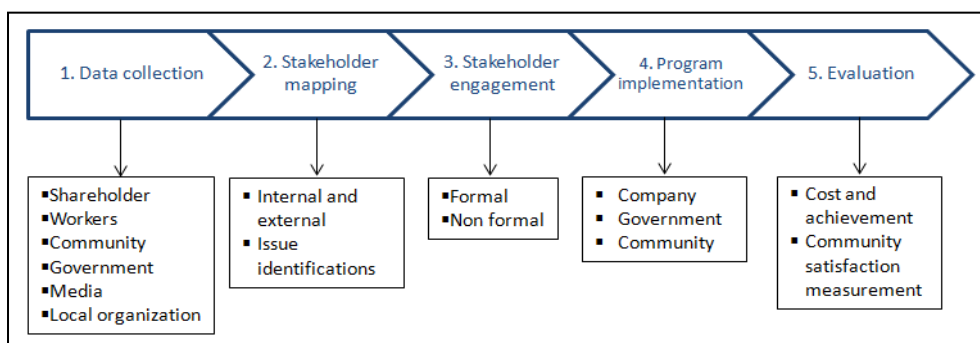 1. Data collection
2. Stakeholder
mapping
3. Stakeholder
engagement
4. Program
implementation
5. Evaluation
▪Shareholder
▪Workers
▪Community
▪Government
▪Media
▪Local organization
▪ Internal and
external
▪ Issue
identifications
▪ Formal
▪ Non formal
▪ Company
▪ Government
▪ Community
▪ Cost and
achievement
▪ Community
satisfaction
measurement